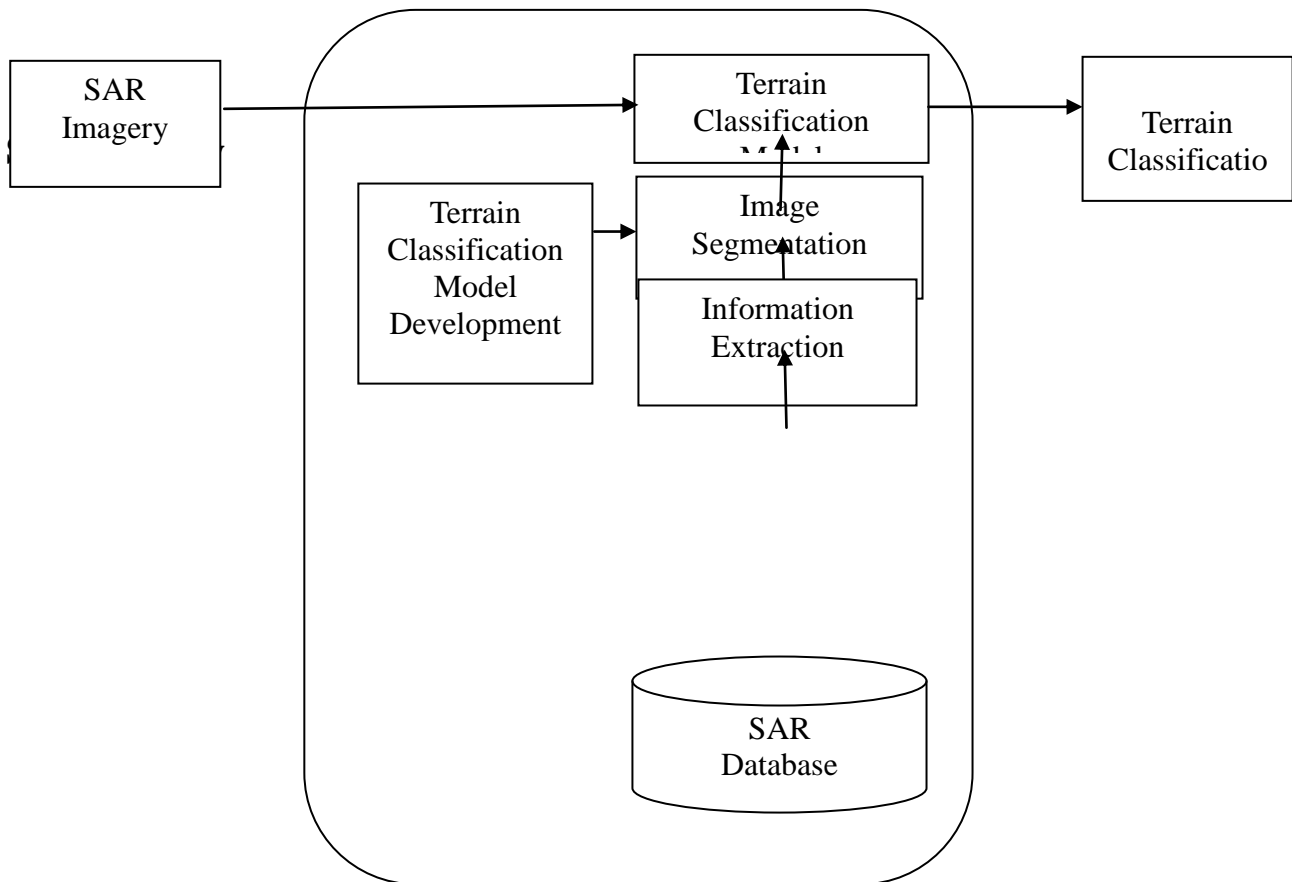 SAR
Imagery
Terrain
Classification
Terrain
Classificatio
Terrain
Classification
Model
Development
Image
Segmentation
Information
Extraction
SAR
Database